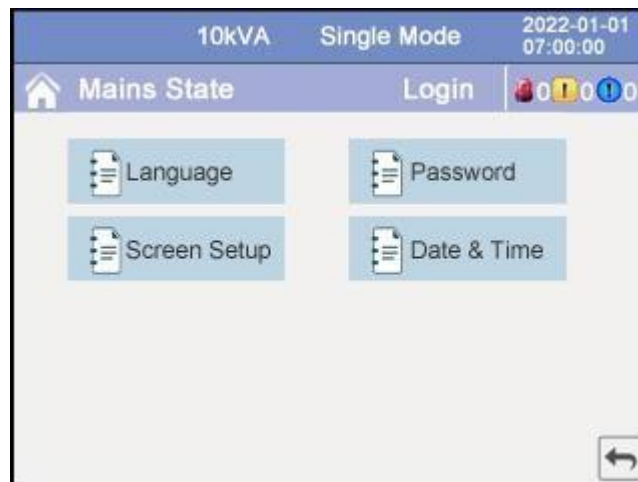 10kVA Single Mode 2022-01-01
07:00:00
Mains State Login 0 ! 0 ! 0
Language Password
Screen Setup Date & Time